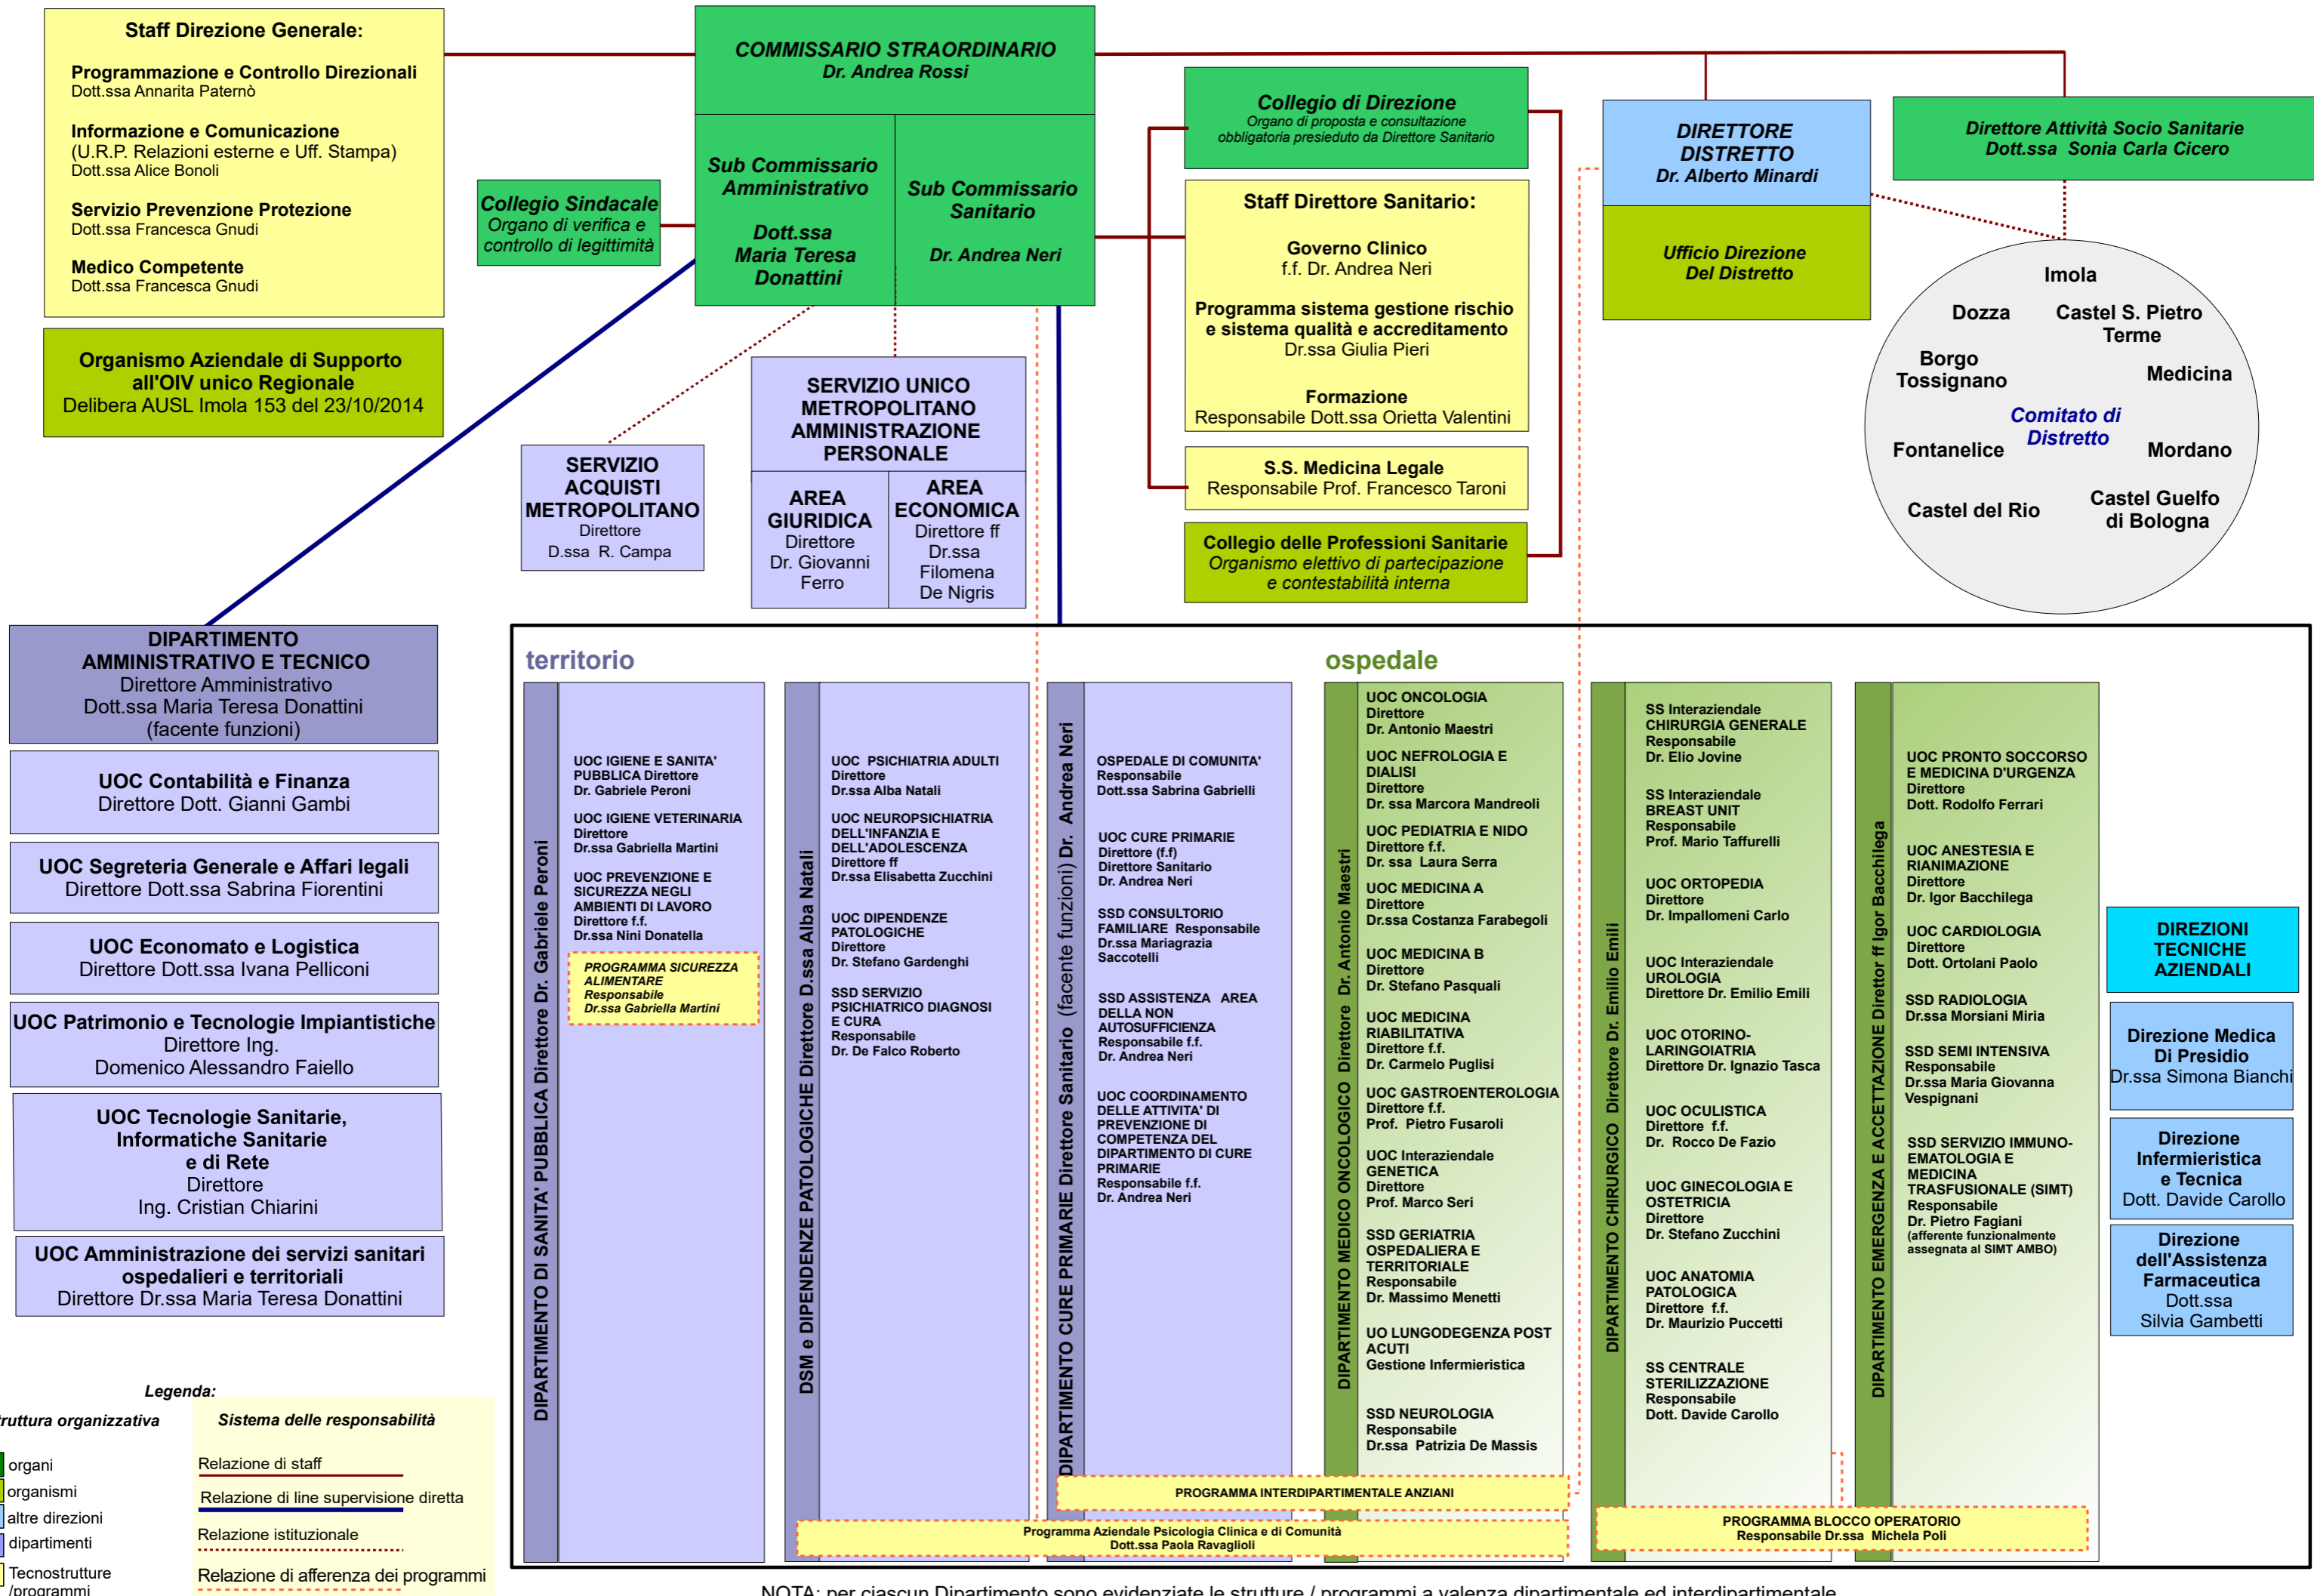 Staff Direzione Generale:
Programmazione e Controllo Direzionali
Dott.ssa Annarita Paternò
Informazione e Comunicazione
(U.R.P. Relazioni esterne e Uff. Stampa)
Dott.ssa Alice Bonoli
Servizio Prevenzione Protezione
Dott.ssa Francesca Gnudi
Medico Competente
Dott.ssa Francesca Gnudi
Organismo Aziendale di Supporto
all'OIV unico Regionale
Delibera AUSL Imola 153 del 23/10/2014
COMMISSARIO STRAORDINARIO
Dr. Andrea Rossi
Sub Commissario
Amministrativo
Dott.ssa
Maria Teresa
Donattini
Sub Commissario
Sanitario
Dr. Andrea Neri
Collegio Sindacale
Organo di verifica e
controllo di legittimità
Collegio di Direzione
Organo di proposta e consultazione
obbligatoria presieduto da Direttore Sanitario
Staff Direttore Sanitario:
Governo Clinico
f.f. Dr. Andrea Neri
Programma sistema gestione rischio
e sistema qualità e accreditamento
Dr.ssa Giulia Pieri
Formazione
Responsabile Dott.ssa Orietta Valentini
S.S. Medicina Legale
Responsabile Prof. Francesco Taroni
Collegio delle Professioni Sanitarie
Organismo elettivo di partecipazione
e contestabilità interna
DIRETTORE
DISTRETTO
Dr. Alberto Minardi
Ufficio Direzione
Del Distretto
Direttore Attività Socio Sanitarie
Dott.ssa Sonia Carla Cicero
Imola
Dozza
Castel S. Pietro
Terme
Borgo
Tossignano
Medicina
Comitato di
Distretto
Fontanelice
Mordano
Castel del Rio
Castel Guelfo
di Bologna
SERVIZIO
ACQUISTI
METROPOLITANO
Direttore
D.ssa R. Campa
SERVIZIO UNICO
METROPOLITANO
AMMINISTRAZIONE
PERSONALE
AREA
GIURIDICA
Direttore
Dr. Giovanni
Ferro
AREA
ECONOMICA
Direttore ff
Dr.ssa
Filomena
De Nigris
DIPARTIMENTO
AMMINISTRATIVO E TECNICO
Direttore Amministrativo
Dott.ssa Maria Teresa Donattini
(facente funzioni)
UOC Contabilità e Finanza
Direttore Dott. Gianni Gambi
UOC Segreteria Generale e Affari legali
Direttore Dott.ssa Sabrina Fiorentini
UOC Economato e Logistica
Direttore Dott.ssa Ivana Pelliconi
UOC Patrimonio e Tecnologie Impiantistiche
Direttore Ing.
Domenico Alessandro Faiello
UOC Tecnologie Sanitarie,
Informatiche Sanitarie
e di Rete
Direttore
Ing. Cristian Chiarini
UOC Amministrazione dei servizi sanitari
ospedalieri e territoriali
Direttore Dr.ssa Maria Teresa Donattini
territorio
DIPARTIMENTO DI SANITA' PUBBLICA Direttore Dr. Gabriele Peroni
UOC IGIENE E SANITA'
PUBBLICA Direttore
Dr. Gabriele Peroni
UOC IGIENE VETERINARIA
Direttore
Dr.ssa Gabriella Martini
UOC PREVENZIONE E
SICUREZZA NEGLI
AMBIENTI DI LAVORO
Direttore f.f.
Dr.ssa Nini Donatella
PROGRAMMA SICUREZZA
ALIMENTARE
Responsabile
Dr.ssa Gabriella Martini
DSM e DIPENDENZE PATOLOGICHE Direttore D.ssa Alba Natali
UOC PSICHIATRIA ADULTI
Direttore
Dr.ssa Alba Natali
UOC NEUROPSICHIATRIA
DELL'INFANZIA E
DELL'ADOLESCENZA
Direttore ff
Dr.ssa Elisabetta Zucchini
UOC DIPENDENZE
PATOLOGICHE
Direttore
Dr. Stefano Gardenghi
SSD SERVIZIO
PSICHIATRICO DIAGNOSI
E CURA
Responsabile
Dr. De Falco Roberto
DIPARTIMENTO CURE PRIMARIE Direttore Sanitario (facente funzioni) Dr. Andrea Neri
OSPEDALE DI COMUNITA'
Responsabile
Dott.ssa Sabrina Gabrielli
UOC CURE PRIMARIE
Direttore (f.f)
Direttore Sanitario
Dr. Andrea Neri
SSD CONSULTORIO
FAMILIARE Responsabile
Dr.ssa Mariagrazia
Saccotelli
SSD ASSISTENZA AREA
DELLA NON
AUTOSUFFICIENZA
Responsabile f.f.
Dr. Andrea Neri
UOC COORDINAMENTO
DELLE ATTIVITA' DI
PREVENZIONE DI
COMPETENZA DEL
DIPARTIMENTO DI CURE
PRIMARIE
Responsabile f.f.
Dr. Andrea Neri
ospedale
DIPARTIMENTO MEDICO ONCOLOGICO Direttore Dr. Antonio Maestri
UOC ONCOLOGIA
Direttore
Dr. Antonio Maestri
UOC NEFROLOGIA E
DIALISI
Direttore
Dr. ssa Marcora Mandreoli
UOC PEDIATRIA E NIDO
Direttore f.f.
Dr. ssa Laura Serra
UOC MEDICINA A
Direttore
Dr.ssa Costanza Farabegoli
UOC MEDICINA B
Direttore
Dr. Stefano Pasquali
UOC MEDICINA
RIABILITATIVA
Direttore f.f.
Dr. Carmelo Puglisi
UOC GASTROENTEROLOGIA
Direttore f.f.
Prof. Pietro Fusaroli
UOC Interaziendale
GENETICA
Direttore
Prof. Marco Seri
SSD GERIATRIA
OSPEDALIERA E
TERRITORIALE
Responsabile
Dr. Massimo Menetti
UO LUNGODEGENZA POST
ACUTI
Gestione Infermieristica
SSD NEUROLOGIA
Responsabile
Dr.ssa Patrizia De Massis
DIPARTIMENTO CHIRURGICO Direttore Dr. Emilio Emili
SS Interaziendale
CHIRURGIA GENERALE
Responsabile
Dr. Elio Jovine
SS Interaziendale
BREAST UNIT
Responsabile
Prof. Mario Taffurelli
UOC ORTOPEDIA
Direttore
Dr. Impallomeni Carlo
UOC Interaziendale
UROLOGIA
Direttore Dr. Emilio Emili
UOC OTORINO-
LARINGOIATRIA
Direttore Dr. Ignazio Tasca
UOC OCULISTICA
Direttore f.f.
Dr. Rocco De Fazio
UOC GINECOLOGIA E
OSTETRICIA
Direttore
Dr. Stefano Zucchini
UOC ANATOMIA
PATOLOGICA
Direttore f.f.
Dr. Maurizio Puccetti
SS CENTRALE
STERILIZZAZIONE
Responsabile
Dott. Davide Carollo
DIPARTIMENTO EMERGENZA E ACCETTAZIONE Direttor ff Igor Bacchilega
UOC PRONTO SOCCORSO
E MEDICINA D'URGENZA
Direttore
Dott. Rodolfo Ferrari
UOC ANESTESIA E
RIANIMAZIONE
Direttore
Dr. Igor Bacchilega
UOC CARDIOLOGIA
Direttore
Dott. Ortolani Paolo
SSD RADIOLOGIA
Dr.ssa Morsiani Miria
SSD SEMI INTENSIVA
Responsabile
Dr.ssa Maria Giovanna
Vespignani
SSD SERVIZIO IMMUNO-
EMATOLOGIA E
MEDICINA
TRASFUSIONALE (SIMT)
Responsabile
Dr. Pietro Fagiani
(afferente funzionalmente
assegnata al SIMT AMBO)
DIREZIONI
TECNICHE
AZIENDALI
Direzione Medica
Di Presidio
Dr.ssa Simona Bianchi
Direzione
Infermieristica
e Tecnica
Dott. Davide Carollo
Direzione
dell'Assistenza
Farmaceutica
Dott.ssa
Silvia Gambetti
PROGRAMMA INTERDIPARTIMENTALE ANZIANI
Programma Aziendale Psicologia Clinica e di Comunità
Dott.ssa Paola Ravaglioli
PROGRAMMA BLOCCO OPERATORIO
Responsabile Dr.ssa Michela Poli
Legenda:
ruttura organizzativa
organi
organismi
altre direzioni
dipartimenti
Tecnostrutture
/programmi
Sistema delle responsabilità
Relazione di staff
Relazione di line supervisione diretta
Relazione istituzionale
Relazione di afferenza dei programmi
NOTA: per ciascun Dipartimento sono evidenziate le strutture / programmi a valenza dipartimentale ed interdipartimentale